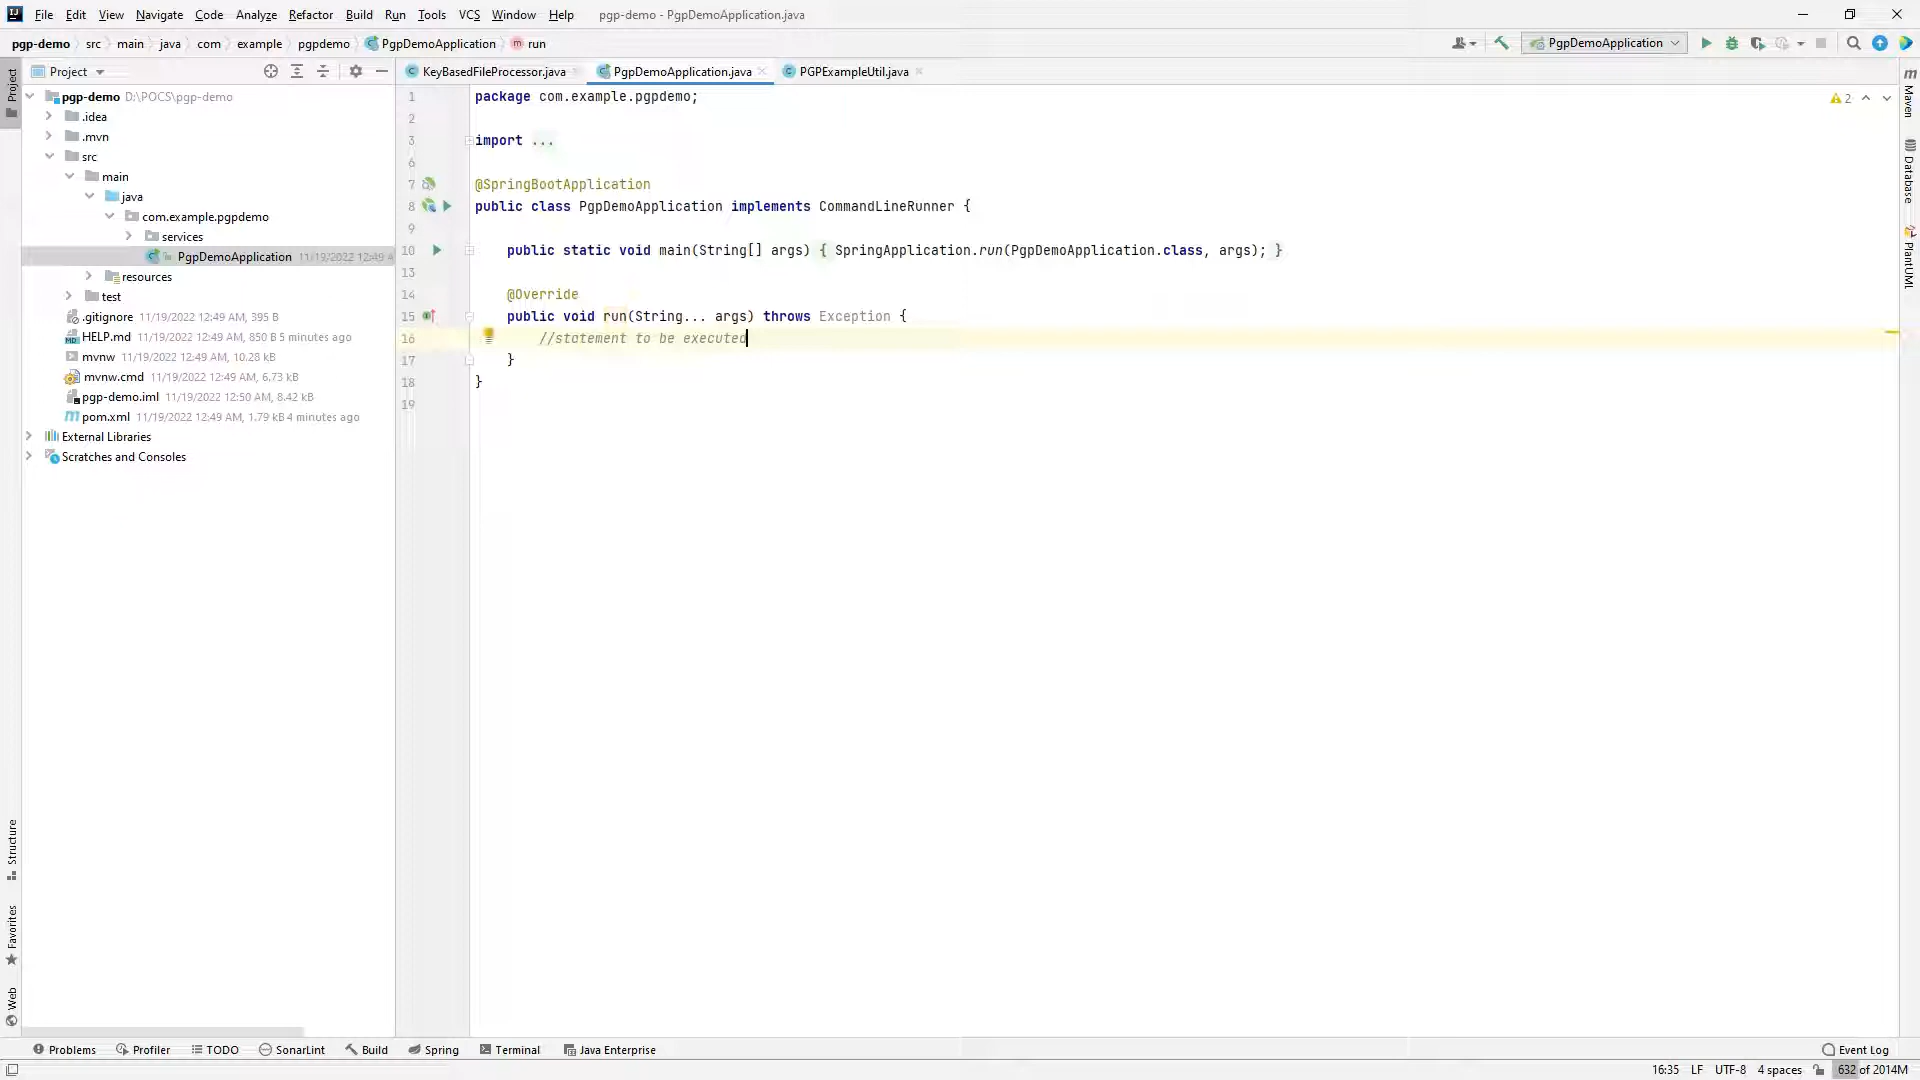 File Edit View Navigate Code Analyze Refactor Build Run Tools VCS Window Help pgp-demo - PgpDemoApplication.java
pgp-demo src main java com example pgpdemo PgpDemoApplication m run PgpDemoApplication
Project
KeyBasedFileProcessor.java PgpDemoApplication.java PGPExampleUtil.java
Project
pgp-demo D:\POCS\pgp-demo
.idea
.mvn
src
main
java
com.example.pgpdemo
services
PgpDemoApplication 11/19/2022 12:49 A
resources
test
.gitignore 11/19/2022 12:49 AM, 395 B
HELP.md 11/19/2022 12:49 AM, 850 B 5 minutes ago
mvnw 11/19/2022 12:49 AM, 10.28 kB
mvnw.cmd 11/19/2022 12:49 AM, 6.73 kB
pgp-demo.iml 11/19/2022 12:50 AM, 8.42 kB
pom.xml 11/19/2022 12:49 AM, 1.79 kB 4 minutes ago
External Libraries
Scratches and Consoles
1 package com.example.pgpdemo;
2
3 import ...
6
7 @SpringBootApplication
8 public class PgpDemoApplication implements CommandLineRunner {
9
10 public static void main(String[] args) { SpringApplication.run(PgpDemoApplication.class, args); }
13
14 @Override
15 public void run(String... args) throws Exception {
16 //statement to be executed
17 }
18 }
19
2
Maven
Database
PlantUML
Structure
Favorites
Web
Problems Profiler TODO SonarLint Build Spring Terminal Java Enterprise Event Log
16:35 LF UTF-8 4 spaces 632 of 2014M